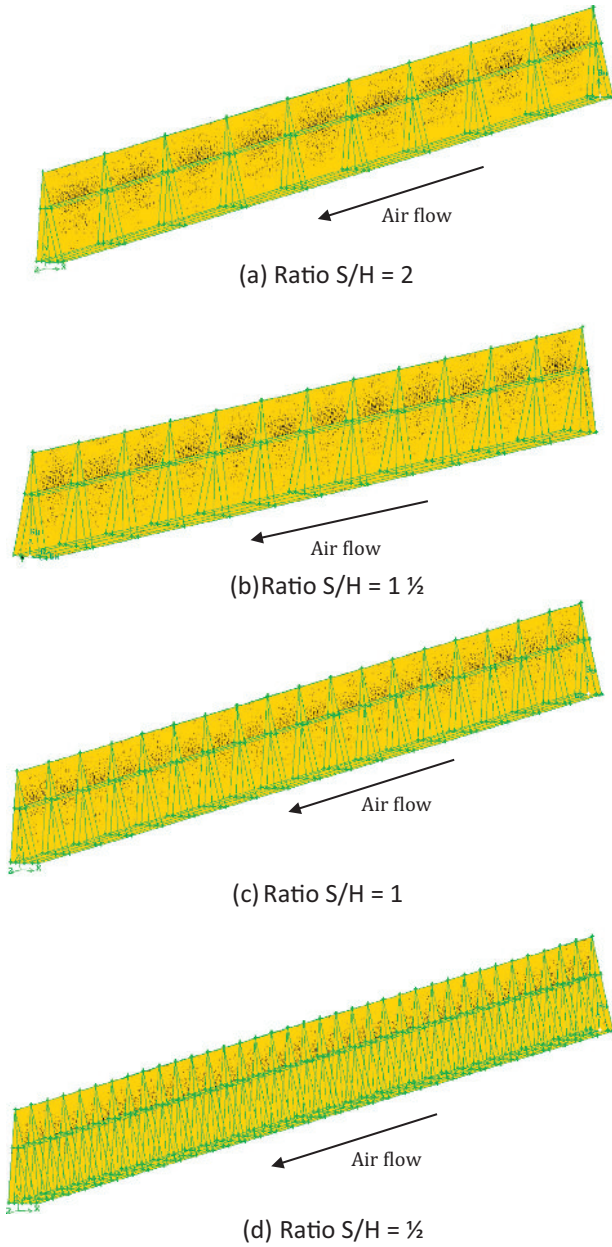 Air flow
(a) Ratio S/H = 2
Air flow
(b)Ratio S/H = 1 ½
Air flow
(c) Ratio S/H = 1
Air flow
(d) Ratio S/H = ½